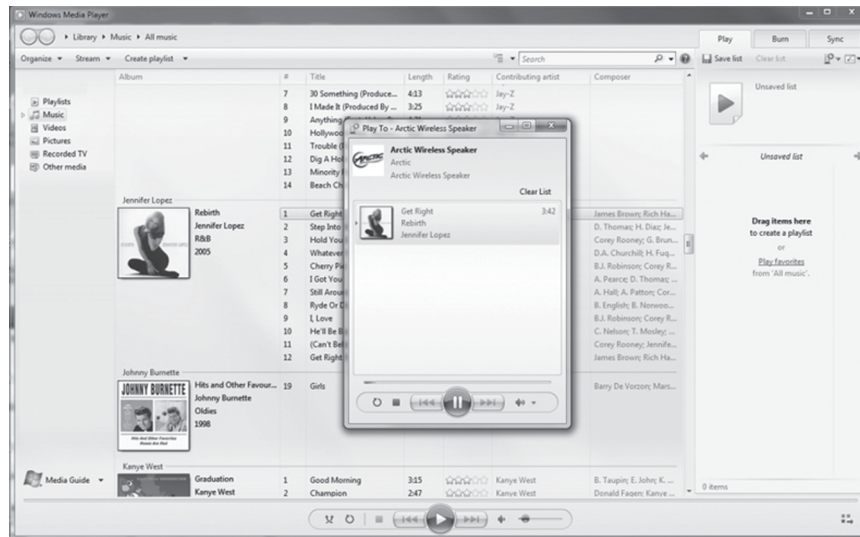 Windows Media Player
Library Music All music
Play Burn Sync
Organize Stream Create playlist Search Save list Clear list
Album # Title Length Rating Contributing artist Composer
Playlists
Music
Videos
Pictures
Recorded TV
Other media
7 30 Something (Produce... 4:13 Jay-Z
8 I Made It (Produced By ... 3:25 Jay-Z
9 Anything
10 Hollywoo
11 Trouble (
12 Dig A Hol
13 Minority
14 Beach Ch
Jennifer Lopez
Rebirth
Jennifer Lopez
R&B
2005
1 Get Right James Brown; Rich Ha...
2 Step Into D. Thomas; H. Diaz; Je...
3 Hold You Corey Rooney; G. Brun...
4 Whatever D.A. Churchill; H. Fuq...
5 Cherry Pi B.J. Robinson; Corey R...
6 I Got You A. Pearce; D. Thomas; ...
7 Still Arou A. Hall; A. Patton; Cor...
8 Ryde Or D B. English; B. Norwoo...
9 I, Love B.J. Robinson; Corey R...
10 He'll Be B C. Nelson; T. Mosley; ...
11 (Can't Bel Corey Rooney; Jennife...
12 Get Right James Brown; Rich Ha...
Johnny Burnette
JOHNNY BURNETTE
Hits And Other Favorites
Hits and Other Favour...
Johnny Burnette
Oldies
1998
19 Girls Barry De Vorzon; Mars...
Kanye West
Graduation
Kanye West
1 Good Morning 3:15 Kanye West B. Taupin; E. John; K. ...
2 Champion 2:47 Kanye West Donald Fagen; Kanye ...
Media Guide
Play To - Arctic Wireless Speaker
ARCTIC
Arctic Wireless Speaker
Arctic
Arctic Wireless Speaker
Clear List
Get Right 3:42
Rebirth
Jennifer Lopez
Unsaved list
Unsaved list
Drag items here
to create a playlist
or
Play favorites
from 'All music'.
0 items